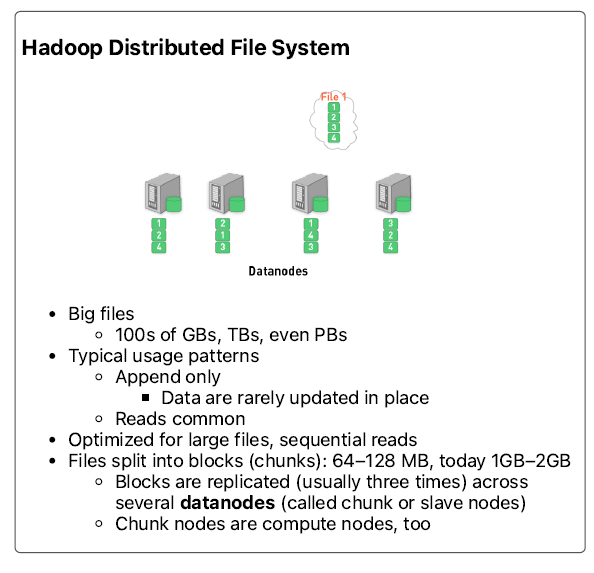 Hadoop Distributed File System
File 1
1
2
3
4
1 2 1 3
2 1 4 2
4 3 3 4
Datanodes
• Big files
◦ 100s of GBs, TBs, even PBs
• Typical usage patterns
◦ Append only
▪ Data are rarely updated in place
◦ Reads common
• Optimized for large files, sequential reads
• Files split into blocks (chunks): 64–128 MB, today 1GB–2GB
◦ Blocks are replicated (usually three times) across
several datanodes (called chunk or slave nodes)
◦ Chunk nodes are compute nodes, too